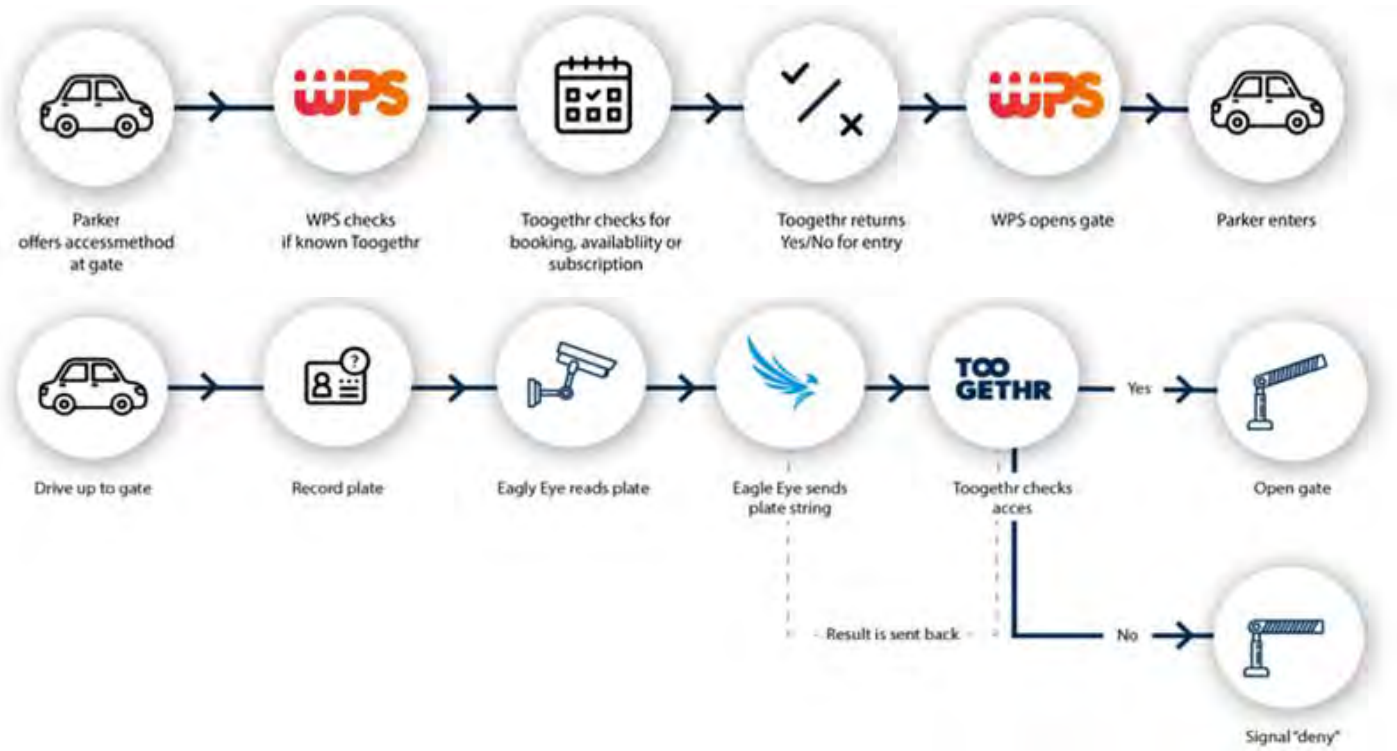 WPS
WPS
Parker
offers accessmethod
at gate
WPS checks
if known Toogethr
Toogethr checks for
booking, availabliity or
subscription
Toogethr returns
Yes/No for entry
WPS opens gate
Parker enters
?
TOO
GETHR
Yes
Drive up to gate
Record plate
Eagly Eye reads plate
Eagle Eye sends
plate string
Toogethr checks
acces
Open gate
Result is sent back
No
Signal "deny"